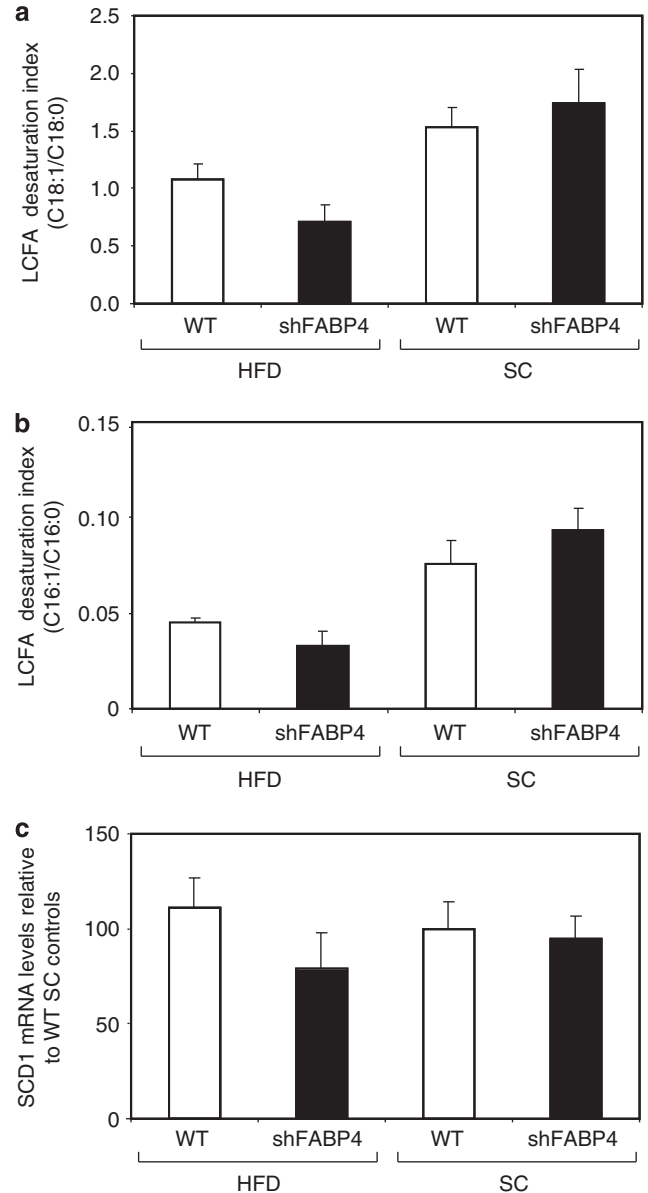 a
LCFA desaturation index
(C18:1/C18:0)
2.5
2.0
1.5
1.0
0.5
0.0
WT shFABP4 WT shFABP4
HFD SC
b
LCFA desaturation index
(C16:1/C16:0)
0.15
0.10
0.05
0
WT shFABP4 WT shFABP4
HFD SC
c
SCD1 mRNA levels relative
to WT SC controls
150
100
50
0
WT shFABP4 WT shFABP4
HFD SC